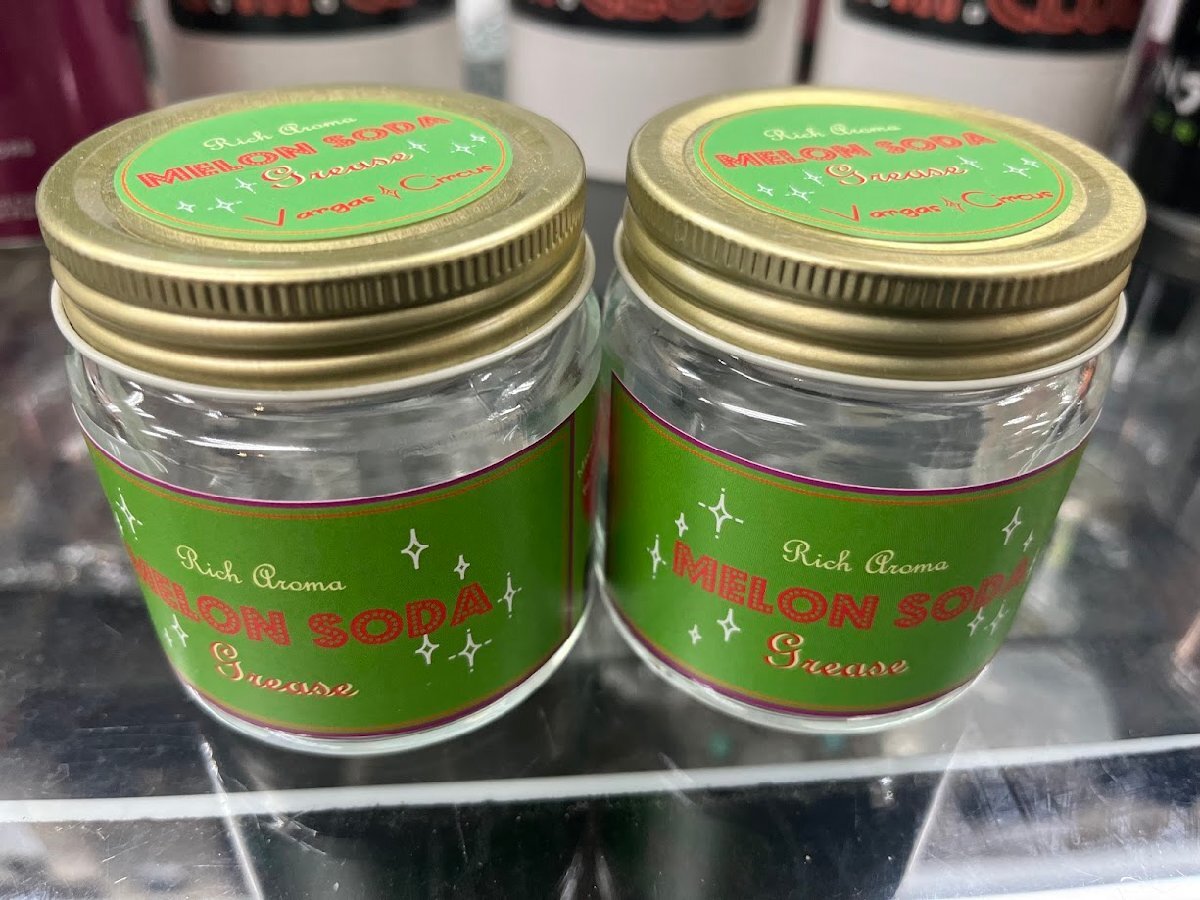 Rich Aroma
MELON SODA
Grease
Vargas & Circus
Rich Aroma
MELON SODA
Grease
Vargas & Circus
Rich Aroma
MELON SODA
Grease
Rich Aroma
MELON SODA
Grease